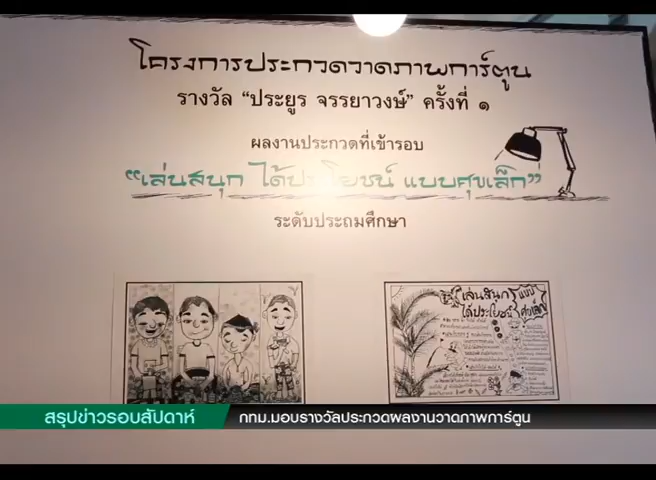 โครงการประกวดวาดภาพการ์ตูน
รางวัล “ประยูร จรรยาวงษ์” ครั้งที่ ๑
ผลงานประกวดที่เข้ารอบ
“เล่นสนุก ได้ประโยชน์ แบบศุขเล็ก”
ระดับประถมศึกษา
เล่นสนุก แบบ
ได้ประโยชน์ ศุขเล็ก
สรุปข่าวรอบสัปดาห์
กทม.มอบรางวัลประกวดผลงานวาดภาพการ์ตูน